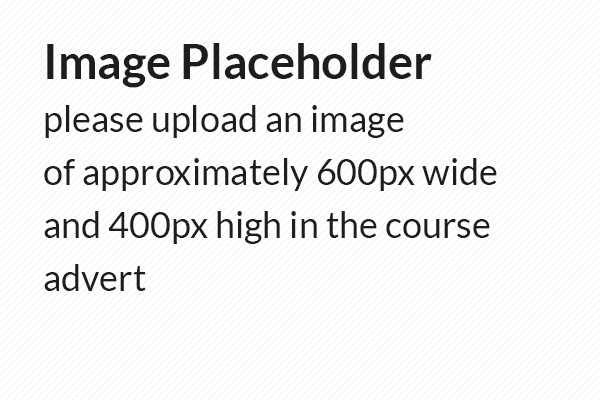 Image Placeholder
please upload an image
of approximately 600px wide
and 400px high in the course
advert